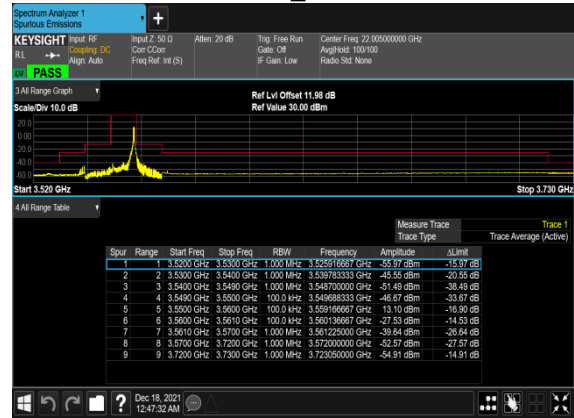 Spectrum Analyzer 1
Spurious Emissions
KEYSIGHT Input: RF Input Z: 50 Ω Atten: 20 dB Trig: Free Run Center Freq: 22.005000000 GHz
RL Coupling: DC Corr CCorr Gate: Off Avg|Hold: 100/100
Align: Auto Freq Ref: Int (S) IF Gain: Low Radio Std: None
PASS
3 All Range Graph
Ref Lvl Offset 11.98 dB
Scale/Div 10.0 dB Ref Value 30.00 dBm
20.0
0.00
-20.0
-40.0
-60.0
Start 3.520 GHz Stop 3.730 GHz
4 All Range Table
Measure Trace Trace 1
Trace Type Trace Average (Active)
Spur Range Start Freq Stop Freq RBW Frequency Amplitude ΔLimit
1 1 3.5200 GHz 3.5300 GHz 1.000 MHz 3.525916667 GHz -55.97 dBm -15.97 dB
2 2 3.5300 GHz 3.5400 GHz 1.000 MHz 3.539783333 GHz -45.55 dBm -20.55 dB
3 3 3.5400 GHz 3.5490 GHz 1.000 MHz 3.548700000 GHz -51.49 dBm -38.49 dB
4 4 3.5490 GHz 3.5500 GHz 100.0 kHz 3.549688333 GHz -46.67 dBm -33.67 dB
5 5 3.5500 GHz 3.5600 GHz 100.0 kHz 3.559166667 GHz 13.10 dBm -16.90 dB
6 6 3.5600 GHz 3.5610 GHz 100.0 kHz 3.560136667 GHz -27.53 dBm -14.53 dB
7 7 3.5610 GHz 3.5700 GHz 1.000 MHz 3.561225000 GHz -39.64 dBm -26.64 dB
8 8 3.5700 GHz 3.7200 GHz 1.000 MHz 3.572000000 GHz -52.57 dBm -27.57 dB
9 9 3.7200 GHz 3.7300 GHz 1.000 MHz 3.723050000 GHz -54.91 dBm -14.91 dB
Dec 18, 2021
12:47:32 AM